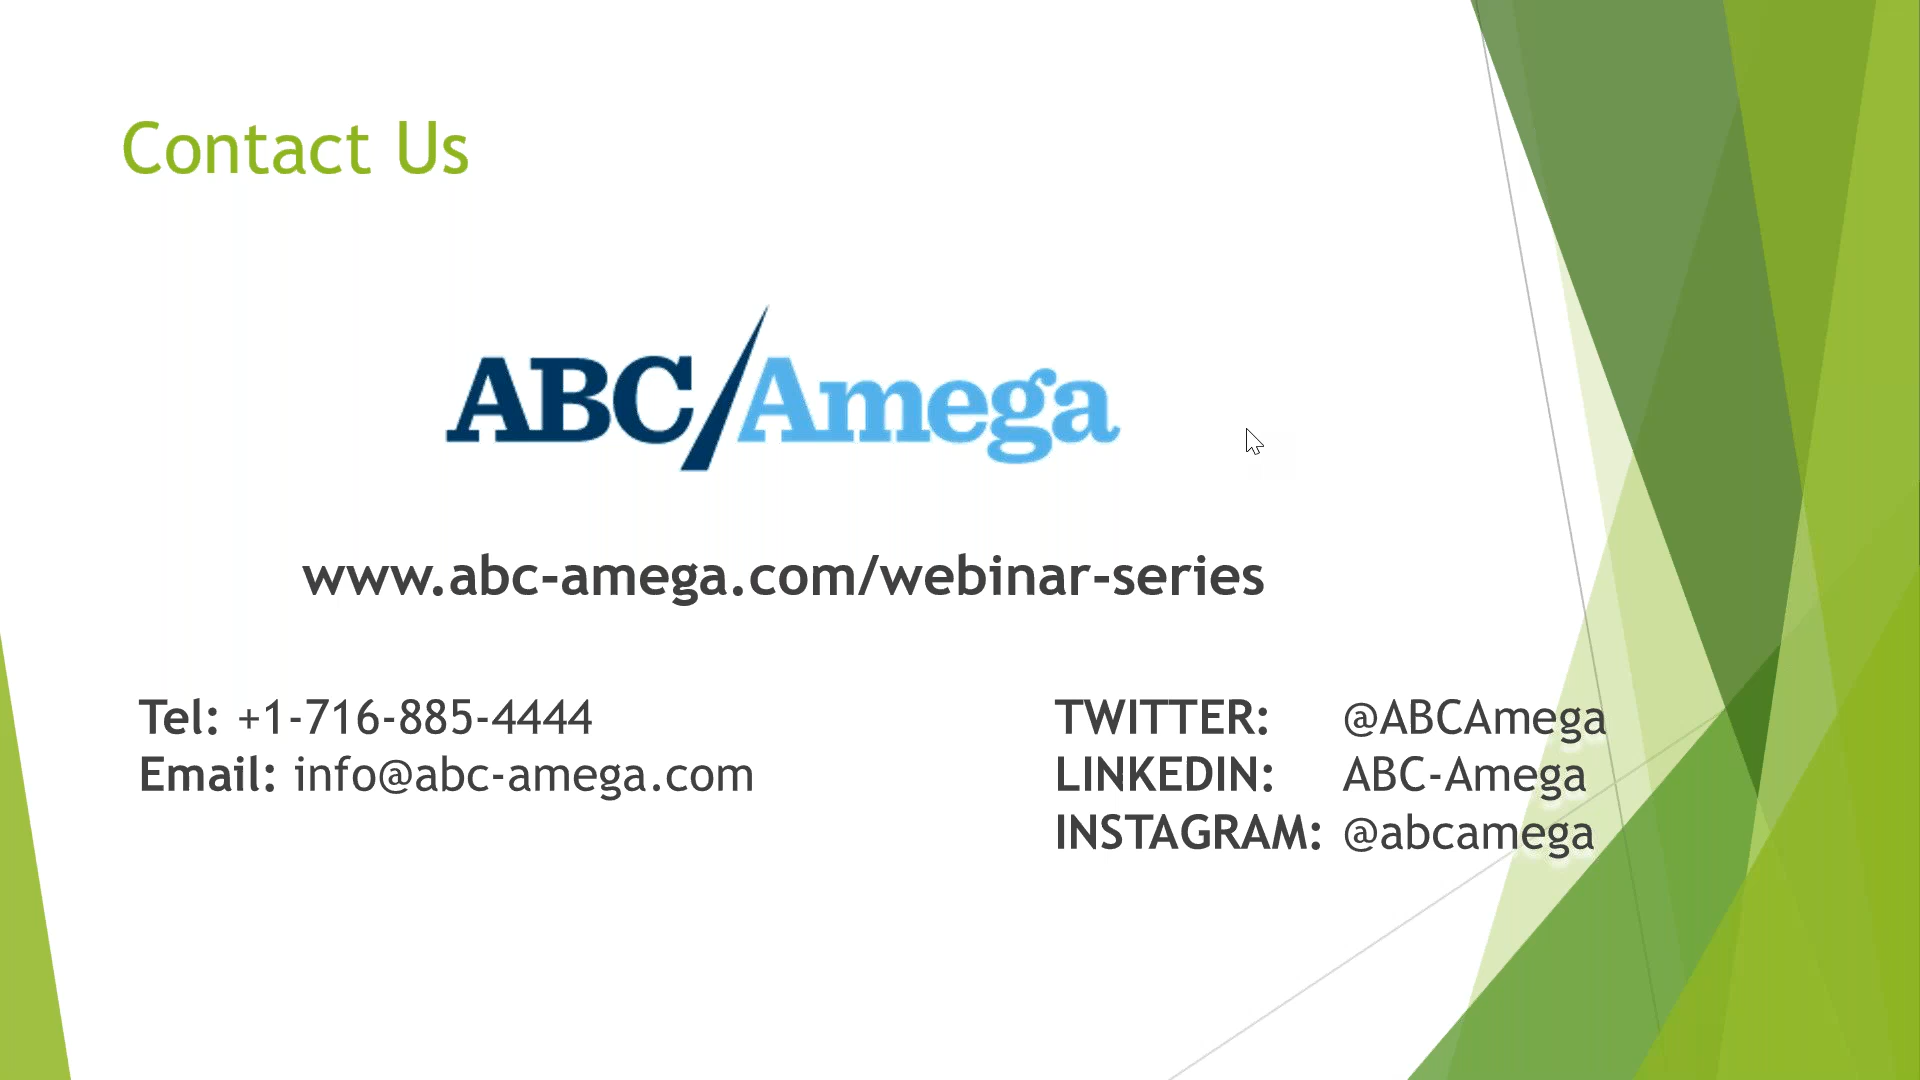 Contact Us
ABC/Amega
www.abc-amega.com/webinar-series
Tel: +1-716-885-4444
Email: info@abc-amega.com
TWITTER: @ABCAmega
LINKEDIN: ABC-Amega
INSTAGRAM: @abcamega